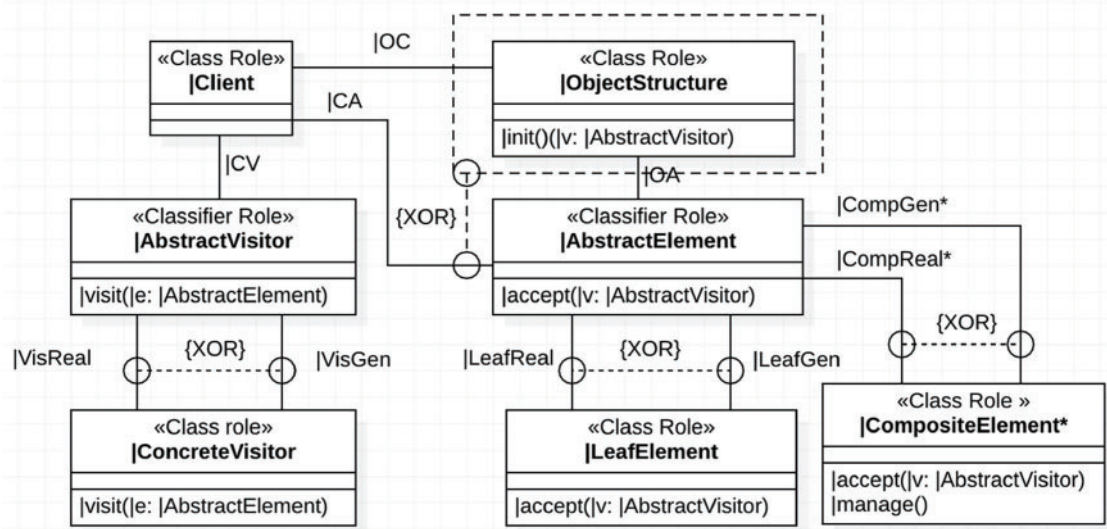 «Class Role»
|Client
|OC
|CA
|CV
«Class Role»
|ObjectStructure
|init()(|v: |AbstractVisitor)
|OA
{XOR}
«Classifier Role»
|AbstractVisitor
|visit(|e: |AbstractElement)
«Classifier Role»
|AbstractElement
|accept(|v: |AbstractVisitor)
|CompGen*
|CompReal*
{XOR}
|VisReal
{XOR}
|VisGen
|LeafReal
{XOR}
|LeafGen
«Class role»
|ConcreteVisitor
|visit(|e: |AbstractElement)
«Class Role»
|LeafElement
|accept(|v: |AbstractVisitor)
«Class Role »
|CompositeElement*
|accept(|v: |AbstractVisitor)
|manage()